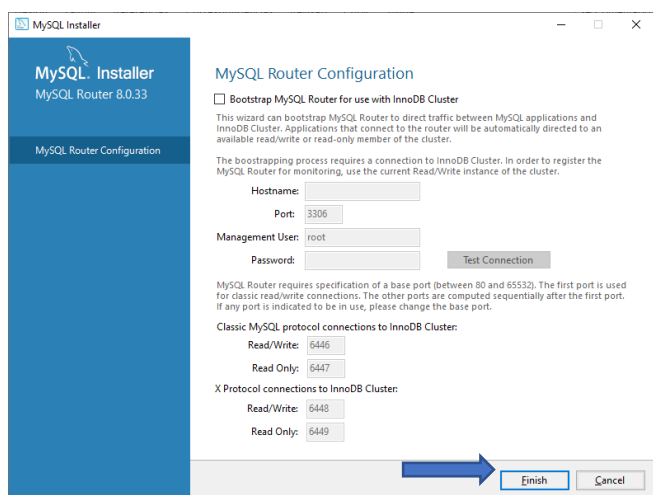 MySQL Installer
MySQL. Installer
MySQL Router 8.0.33
MySQL Router Configuration
MySQL Router Configuration
Bootstrap MySQL Router for use with InnoDB Cluster
This wizard can bootstrap MySQL Router to direct traffic between MySQL applications and
InnoDB Cluster. Applications that connect to the router will be automatically directed to an
available read/write or read-only member of the cluster.
The boostrapping process requires a connection to InnoDB Cluster. In order to register the
MySQL Router for monitoring, use the current Read/Write instance of the cluster.
Hostname:
Port: 3306
Management User: root
Password: Test Connection
MySQL Router requires specification of a base port (between 80 and 65532). The first port is used
for classic read/write connections. The other ports are computed sequentially after the first port.
If any port is indicated to be in use, please change the base port.
Classic MySQL protocol connections to InnoDB Cluster:
Read/Write: 6446
Read Only: 6447
X Protocol connections to InnoDB Cluster:
Read/Write: 6448
Read Only: 6449
Finish Cancel